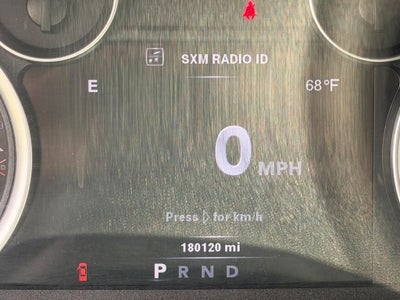 SXM RADIO ID
E 68°F
0 MPH
Press ▷ for km/h
180120 mi
P R N D